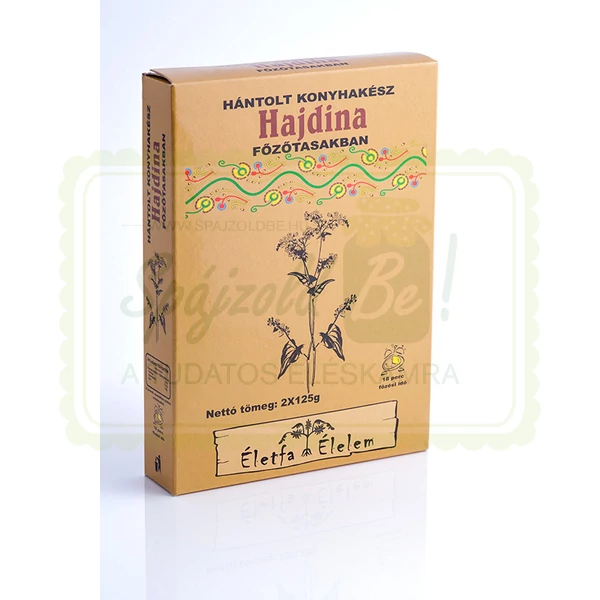 HÁNTOLT KONYHAKÉSZ
Hajdina
FŐZŐTASAKBAN
HÁNTOLT KONYHAKÉSZ
Hajdina
FŐZŐTASAKBAN
WWW.SPAJZOLDBE.HU
Spájzold Be!
A TUDATOS ÉLÉSKAMRA
18 perc
főzési idő
Nettó tömeg: 2X125g
Életfa Élelem